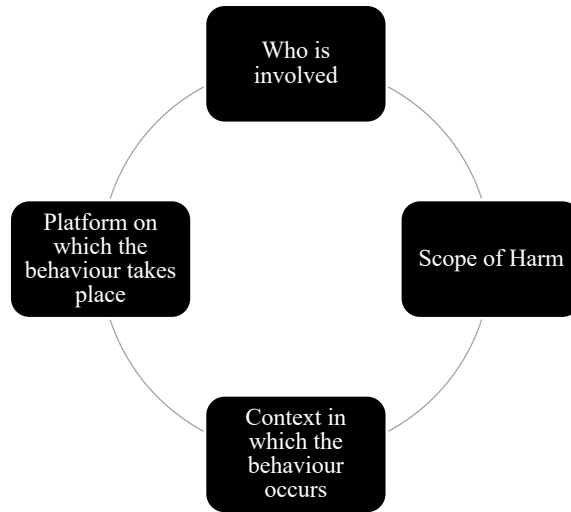 Who is
involved
Scope of Harm
Context in
which the
behaviour
occurs
Platform on
which the
behaviour takes
place